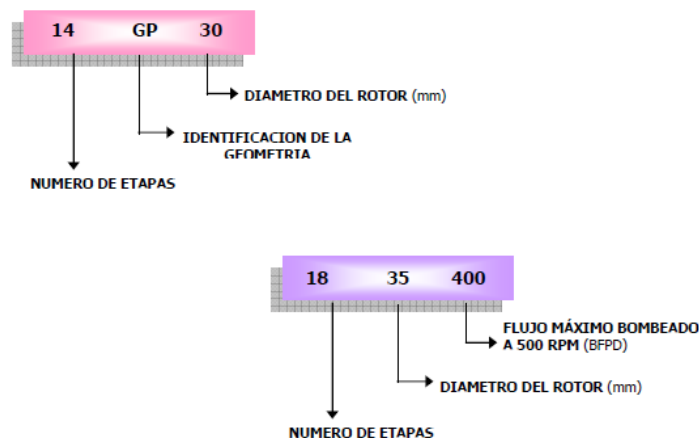 14 GP 30
DIAMETRO DEL ROTOR (mm)
IDENTIFICACION DE LA
GEOMETRIA
NUMERO DE ETAPAS
18 35 400
FLUJO MÁXIMO BOMBEADO
A 500 RPM (BFPD)
DIAMETRO DEL ROTOR (mm)
NUMERO DE ETAPAS